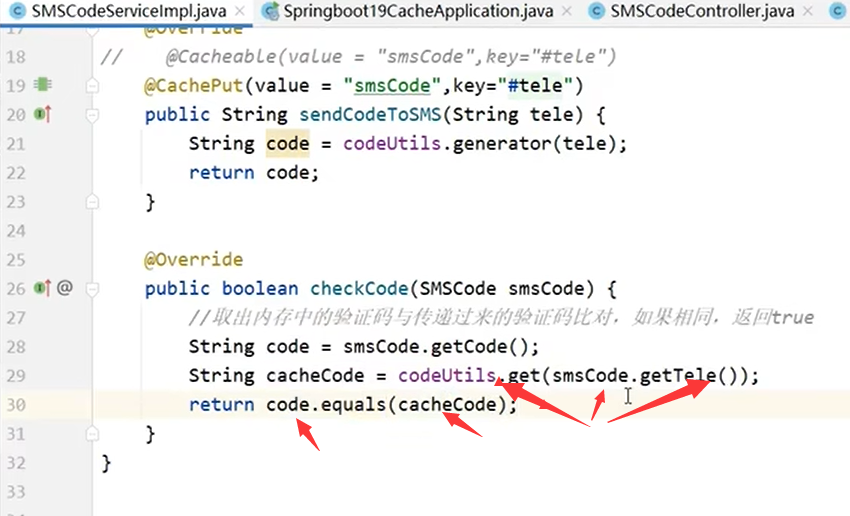 SMSCodeServiceImpl.java Springboot19CacheApplication.java SMSCodeController.java
17 @Override
18 // @Cacheable(value = "smsCode",key="#tele")
19 @CachePut(value = "smsCode",key="#tele")
20 public String sendCodeToSMS(String tele) {
21 String code = codeUtils.generator(tele);
22 return code;
23 }
24
25 @Override
26 public boolean checkCode(SMSCode smsCode) {
27 //取出内存中的验证码与传递过来的验证码比对，如果相同，返回true
28 String code = smsCode.getCode();
29 String cacheCode = codeUtils.get(smsCode.getTele());
30 return code.equals(cacheCode);
31 }
32 }
33